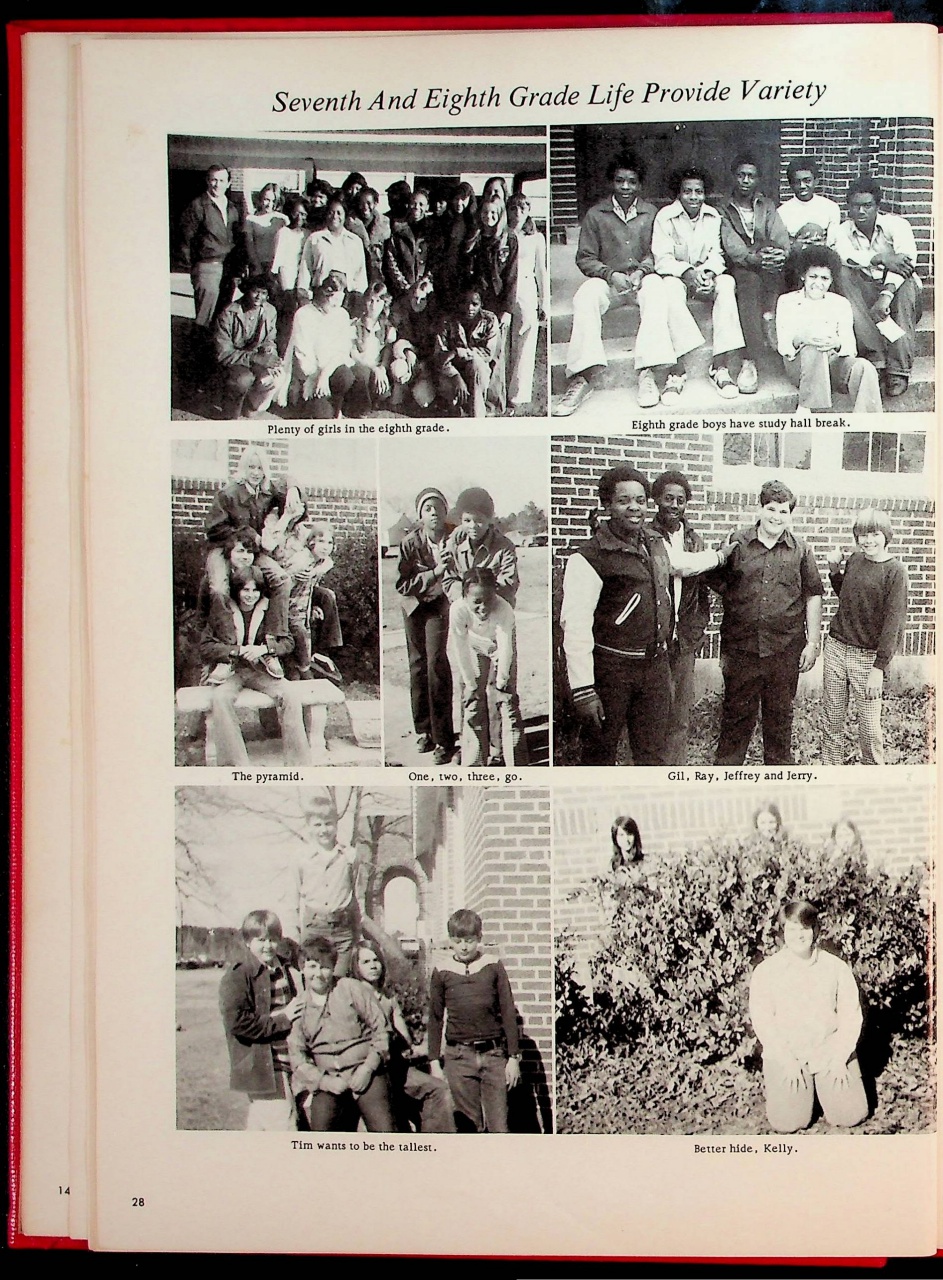 Seventh And Eighth Grade Life Provide Variety
Plenty of girls in the eighth grade.
Eighth grade boys have study hall break.
The pyramid.
One, two, three, go.
Gil, Ray, Jeffrey and Jerry.
Tim wants to be the tallest.
Better hide, Kelly.
14
28